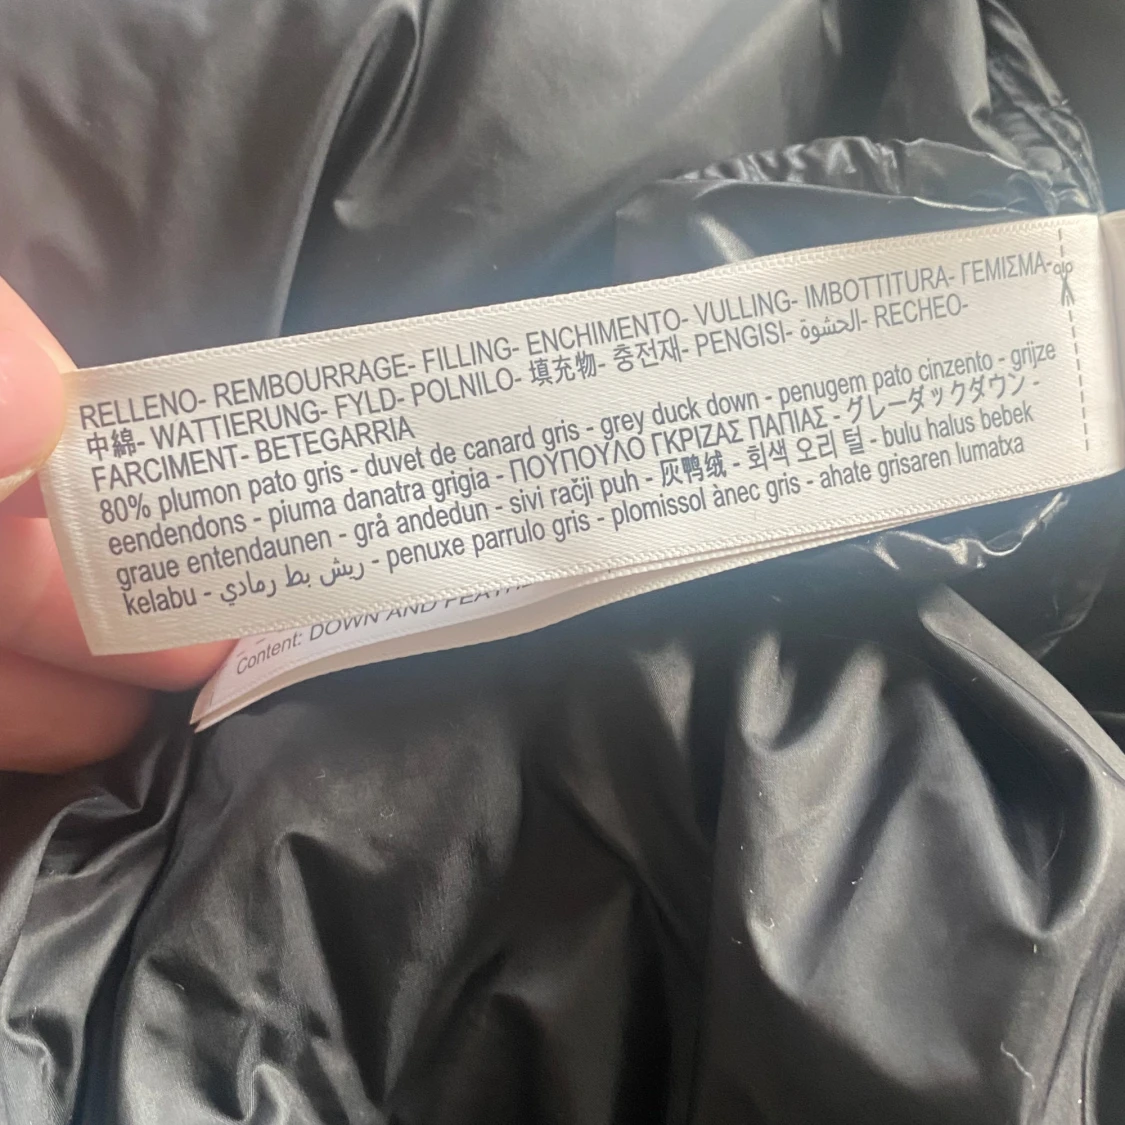 RELLENO- REMBOURRAGE- FILLING- ENCHIMENTO- VULLING- IMBOTTITURA- ΓΕΜΙΣΜΑ-
中綿- WATTIERUNG- FYLD- POLNILO- 填充物- 충전재- PENGISI- الحشوة- RECHEO-
FARCIMENT- BETEGARRIA
80% plumon pato gris - duvet de canard gris - grey duck down - penugem pato cinzento - grijze
eendendons - piuma danatra grigia - ΠΟΥΠΟΥΛΟ ΓΚΡΙΖΑΣ ΠΑΠΙΑΣ - グレーダックダウン -
graue entendaunen - grå andedun - sivi račji puh - 灰鸭绒 - 회색 오리 털 - bulu halus bebek
kelabu - ريش بط رمادي - penuxe parrulo gris - plomissol ànec gris - ahate grisaren lumatxa
Content: DOWN AND